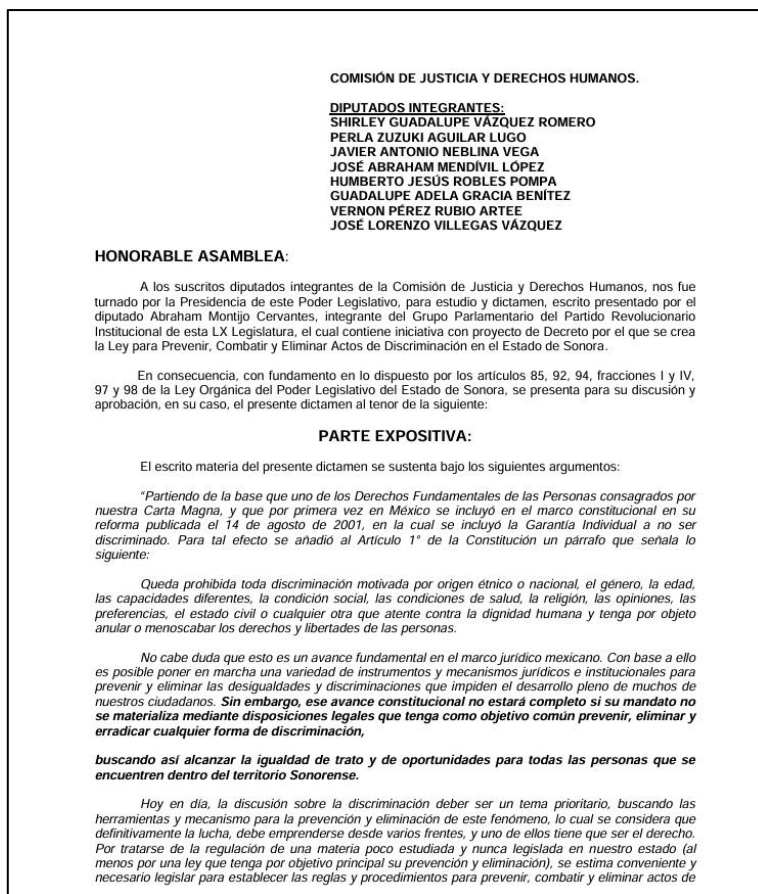 COMISIÓN DE JUSTICIA Y DERECHOS HUMANOS.
DIPUTADOS INTEGRANTES:
SHIRLEY GUADALUPE VÁZQUEZ ROMERO
PERLA ZUZUKI AGUILAR LUGO
JAVIER ANTONIO NEBLINA VEGA
JOSÉ ABRAHAM MENDÍVIL LÓPEZ
HUMBERTO JESÚS ROBLES POMPA
GUADALUPE ADELA GRACIA BENÍTEZ
VERNON PÉREZ RUBIO ARTEE
JOSÉ LORENZO VILLEGAS VÁZQUEZ
HONORABLE ASAMBLEA:
A los suscritos diputados integrantes de la Comisión de Justicia y Derechos Humanos, nos fue
turnado por la Presidencia de este Poder Legislativo, para estudio y dictamen, escrito presentado por el
diputado Abraham Montijo Cervantes, integrante del Grupo Parlamentario del Partido Revolucionario
Institucional de esta LX Legislatura, el cual contiene iniciativa con proyecto de Decreto por el que se crea
la Ley para Prevenir, Combatir y Eliminar Actos de Discriminación en el Estado de Sonora.
En consecuencia, con fundamento en lo dispuesto por los artículos 85, 92, 94, fracciones I y IV,
97 y 98 de la Ley Orgánica del Poder Legislativo del Estado de Sonora, se presenta para su discusión y
aprobación, en su caso, el presente dictamen al tenor de la siguiente:
PARTE EXPOSITIVA:
El escrito materia del presente dictamen se sustenta bajo los siguientes argumentos:
"Partiendo de la base que uno de los Derechos Fundamentales de las Personas consagrados por
nuestra Carta Magna, y que por primera vez en México se incluyó en el marco constitucional en su
reforma publicada el 14 de agosto de 2001, en la cual se incluyó la Garantía Individual a no ser
discriminado. Para tal efecto se añadió al Artículo 1° de la Constitución un párrafo que señala lo
siguiente:
Queda prohibida toda discriminación motivada por origen étnico o nacional, el género, la edad,
las capacidades diferentes, la condición social, las condiciones de salud, la religión, las opiniones, las
preferencias, el estado civil o cualquier otra que atente contra la dignidad humana y tenga por objeto
anular o menoscabar los derechos y libertades de las personas.
No cabe duda que esto es un avance fundamental en el marco jurídico mexicano. Con base a ello
es posible poner en marcha una variedad de instrumentos y mecanismos jurídicos e institucionales para
prevenir y eliminar las desigualdades y discriminaciones que impiden el desarrollo pleno de muchos de
nuestros ciudadanos. Sin embargo, ese avance constitucional no estará completo si su mandato no
se materializa mediante disposiciones legales que tenga como objetivo común prevenir, eliminar y
erradicar cualquier forma de discriminación,
buscando así alcanzar la igualdad de trato y de oportunidades para todas las personas que se
encuentren dentro del territorio Sonorense.
Hoy en día, la discusión sobre la discriminación deber ser un tema prioritario, buscando las
herramientas y mecanismo para la prevención y eliminación de este fenómeno, lo cual se considera que
definitivamente la lucha, debe emprenderse desde varios frentes, y uno de ellos tiene que ser el derecho.
Por tratarse de la regulación de una materia poco estudiada y nunca legislada en nuestro estado (al
menos por una ley que tenga por objetivo principal su prevención y eliminación), se estima conveniente y
necesario legislar para establecer las reglas y procedimientos para prevenir, combatir y eliminar actos de